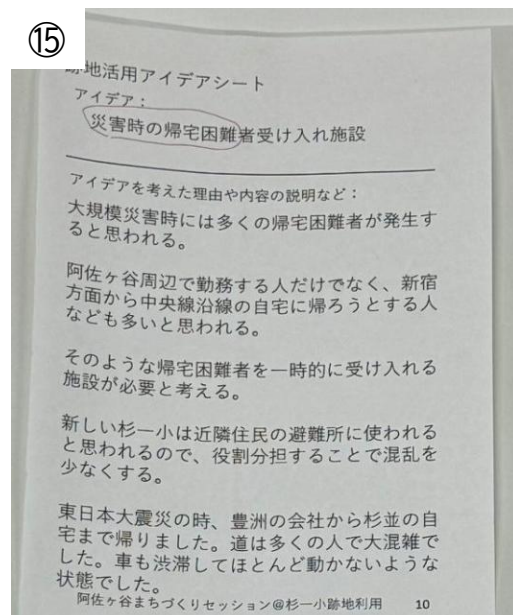 ⑮
跡地活用アイデアシート
アイデア：
災害時の帰宅困難者受け入れ施設
アイデアを考えた理由や内容の説明など：
大規模災害時には多くの帰宅困難者が発生す
ると思われる。
阿佐ヶ谷周辺で勤務する人だけでなく、新宿
方面から中央線沿線の自宅に帰ろうとする人
なども多いと思われる。
そのような帰宅困難者を一時的に受け入れる
施設が必要と考える。
新しい杉一小は近隣住民の避難所に使われる
と思われるので、役割分担することで混乱を
少なくする。
東日本大震災の時、豊洲の会社から杉並の自
宅まで帰りました。道は多くの人で大混雑で
した。車も渋滞してほとんど動かないような
状態でした。
阿佐ヶ谷まちづくりセッション@杉一小跡地利用 10